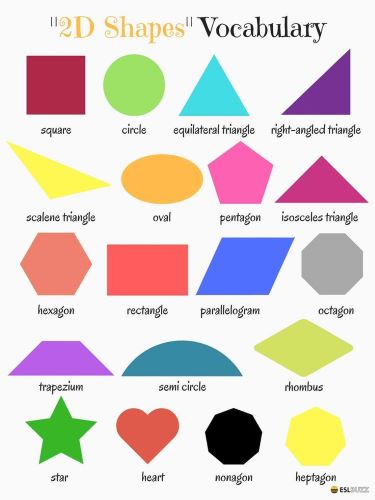 "2D Shapes" Vocabulary
square circle equilateral triangle right-angled triangle
scalene triangle oval pentagon isosceles triangle
hexagon rectangle parallelogram octagon
trapezium semi circle rhombus
star heart nonagon heptagon
ESLBUZZ